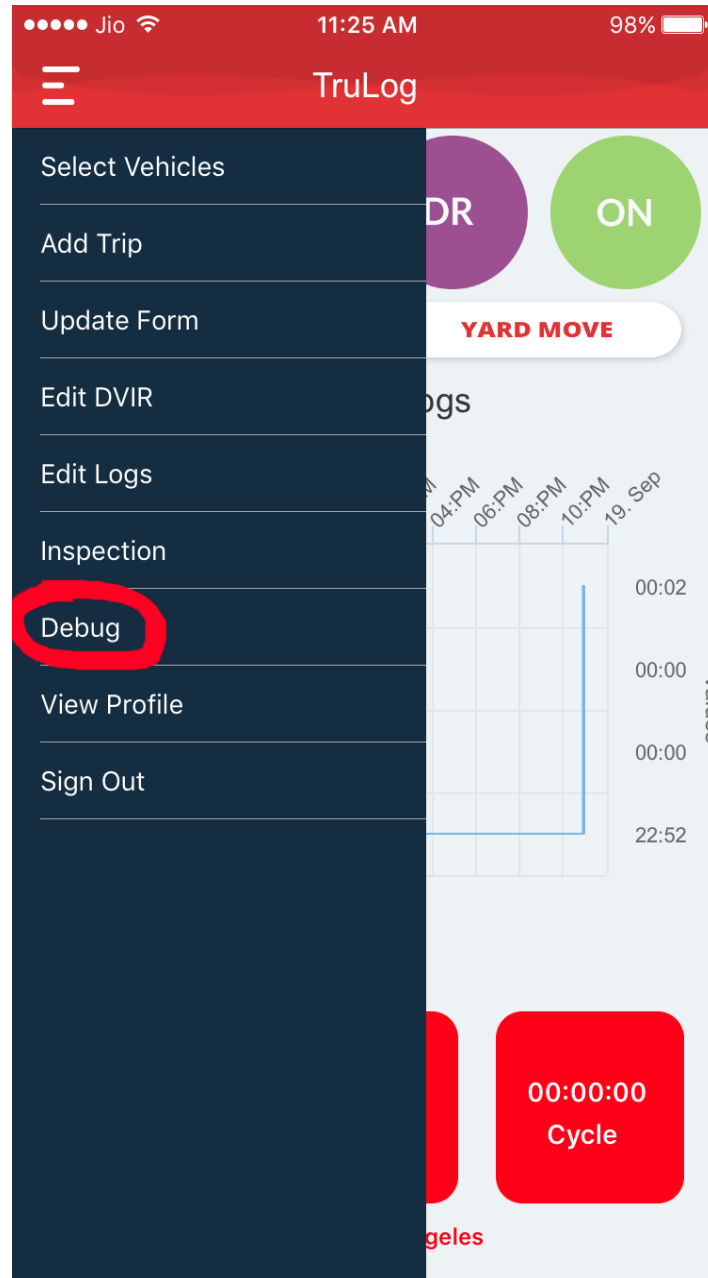 Jio 11:25 AM 98%
TruLog
Select Vehicles
Add Trip
Update Form
Edit DVIR
Edit Logs
Inspection
Debug
View Profile
Sign Out
DR ON
YARD MOVE
ogs
04:PM 06:PM 08:PM 10:PM 19. Sep
00:02
00:00
00:00
22:52
00:00:00
Cycle
geles